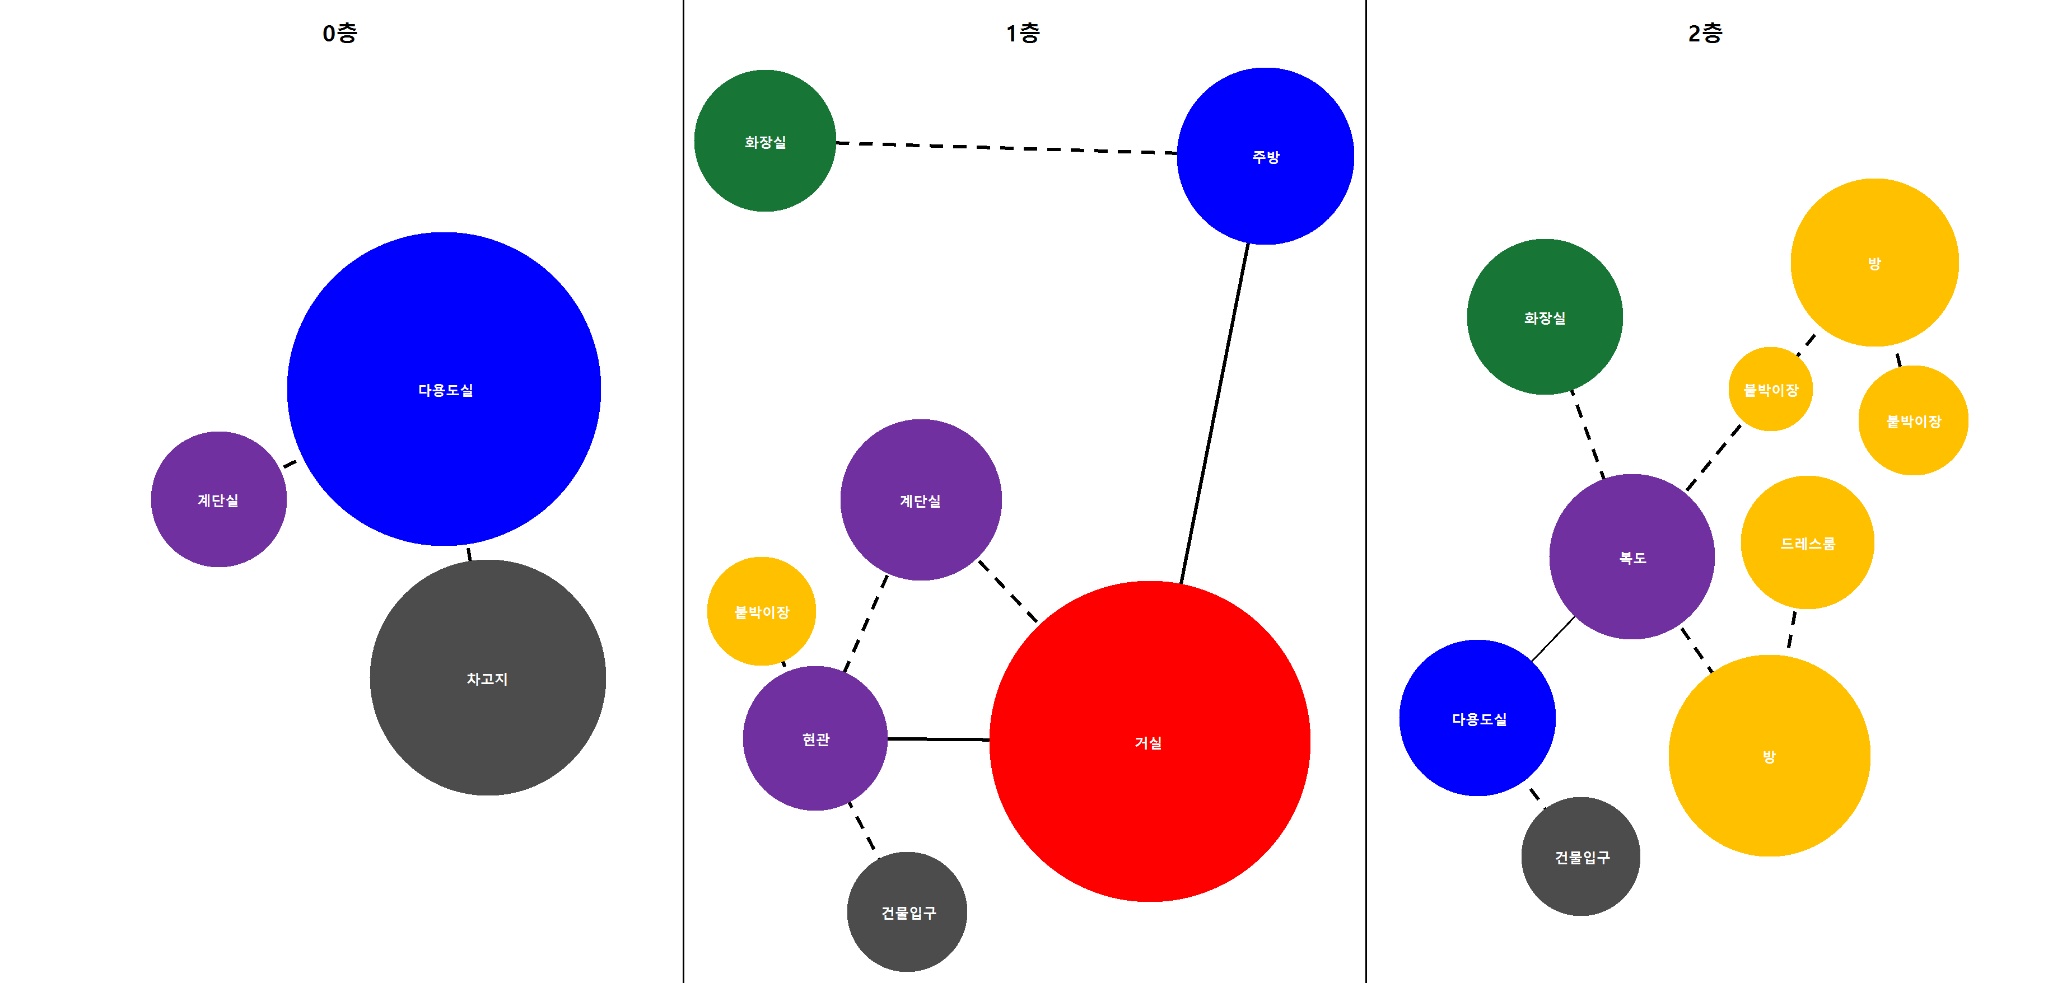 0층
다용도실
계단실
차고지
1층
화장실
주방
계단실
붙박이장
현관
거실
건물입구
2층
방
화장실
붙박이장
붙박이장
드레스룸
복도
다용도실
방
건물입구